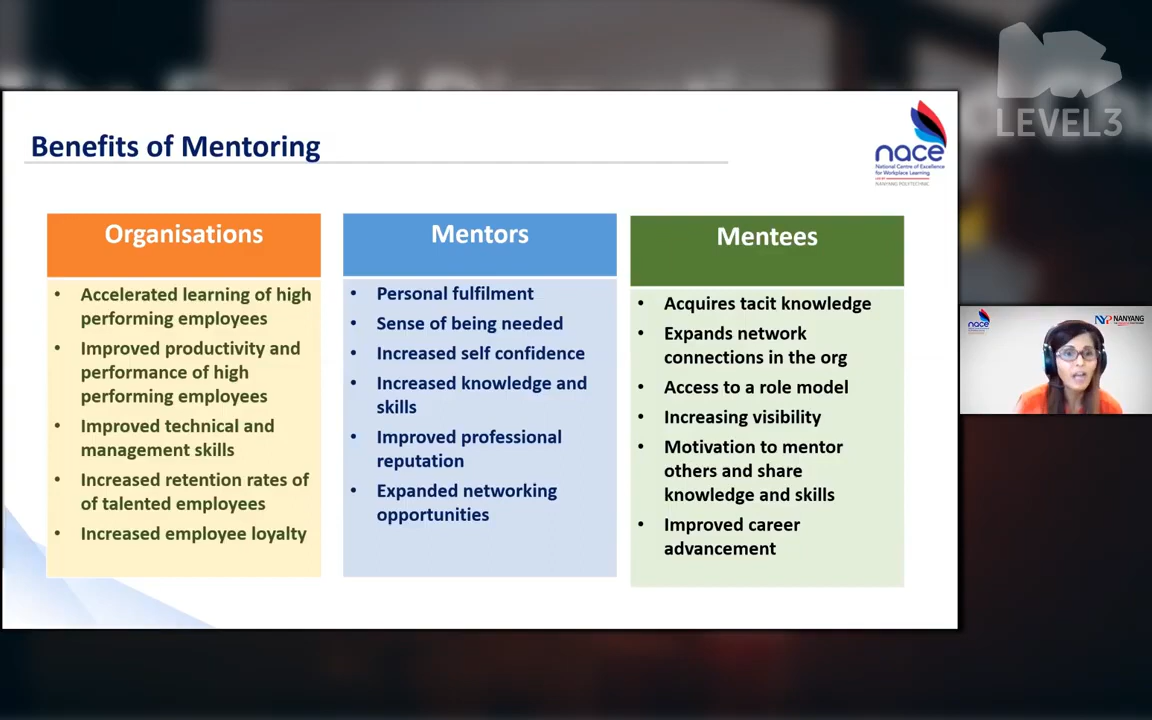 LEVEL3
Benefits of Mentoring
nace
National Centre of Excellence
for Workplace Learning
NANYANG POLYTECHNIC
Organisations
• Accelerated learning of high
performing employees
• Improved productivity and
performance of high
performing employees
• Improved technical and
management skills
• Increased retention rates of
of talented employees
• Increased employee loyalty
Mentors
• Personal fulfilment
• Sense of being needed
• Increased self confidence
• Increased knowledge and
skills
• Improved professional
reputation
• Expanded networking
opportunities
Mentees
• Acquires tacit knowledge
• Expands network
connections in the org
• Access to a role model
• Increasing visibility
• Motivation to mentor
others and share
knowledge and skills
• Improved career
advancement
nace
NYP NANYANG